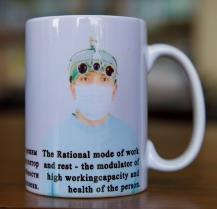 The Rational mode of work
and rest - the modulator of
high workingcapacity and
health of the person.